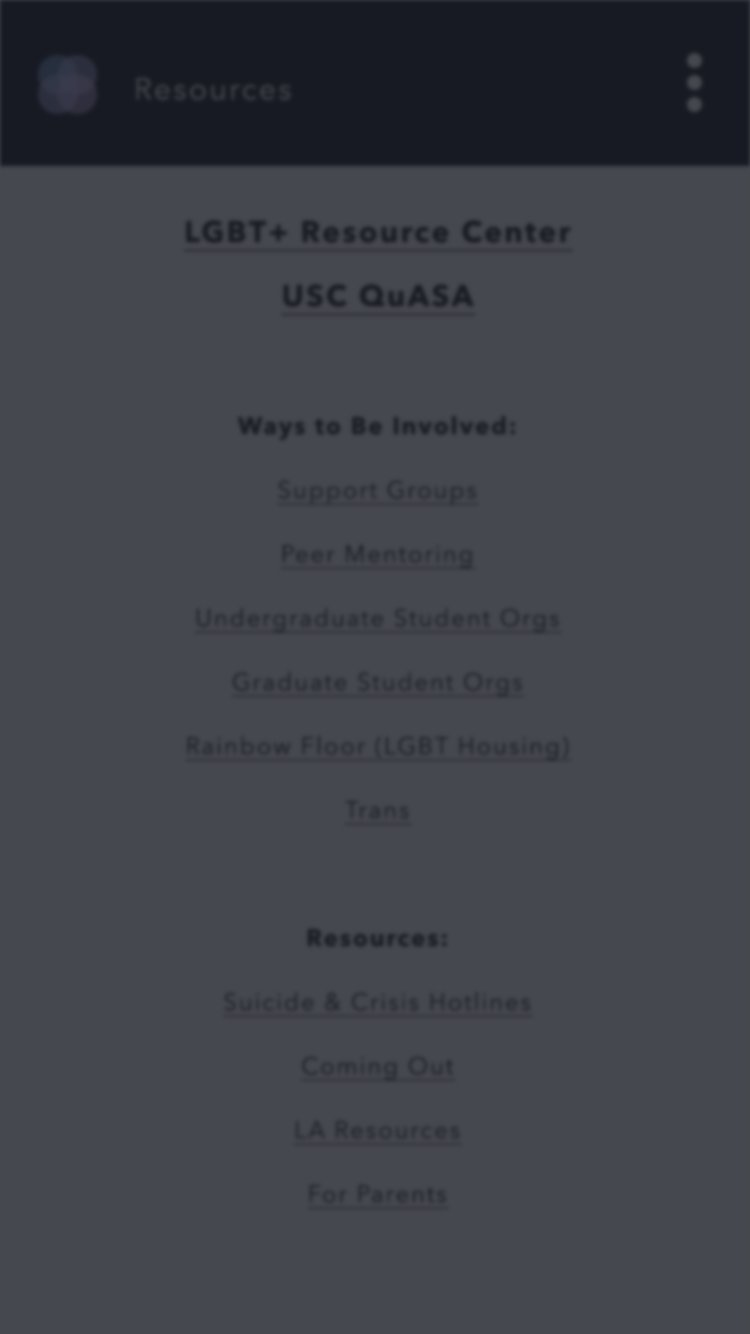 Resources
LGBT+ Resource Center
USC QuASA
Ways to Be Involved:
Support Groups
Peer Mentoring
Undergraduate Student Orgs
Graduate Student Orgs
Rainbow Floor (LGBT Housing)
Trans
Resources:
Suicide & Crisis Hotlines
Coming Out
LA Resources
For Parents